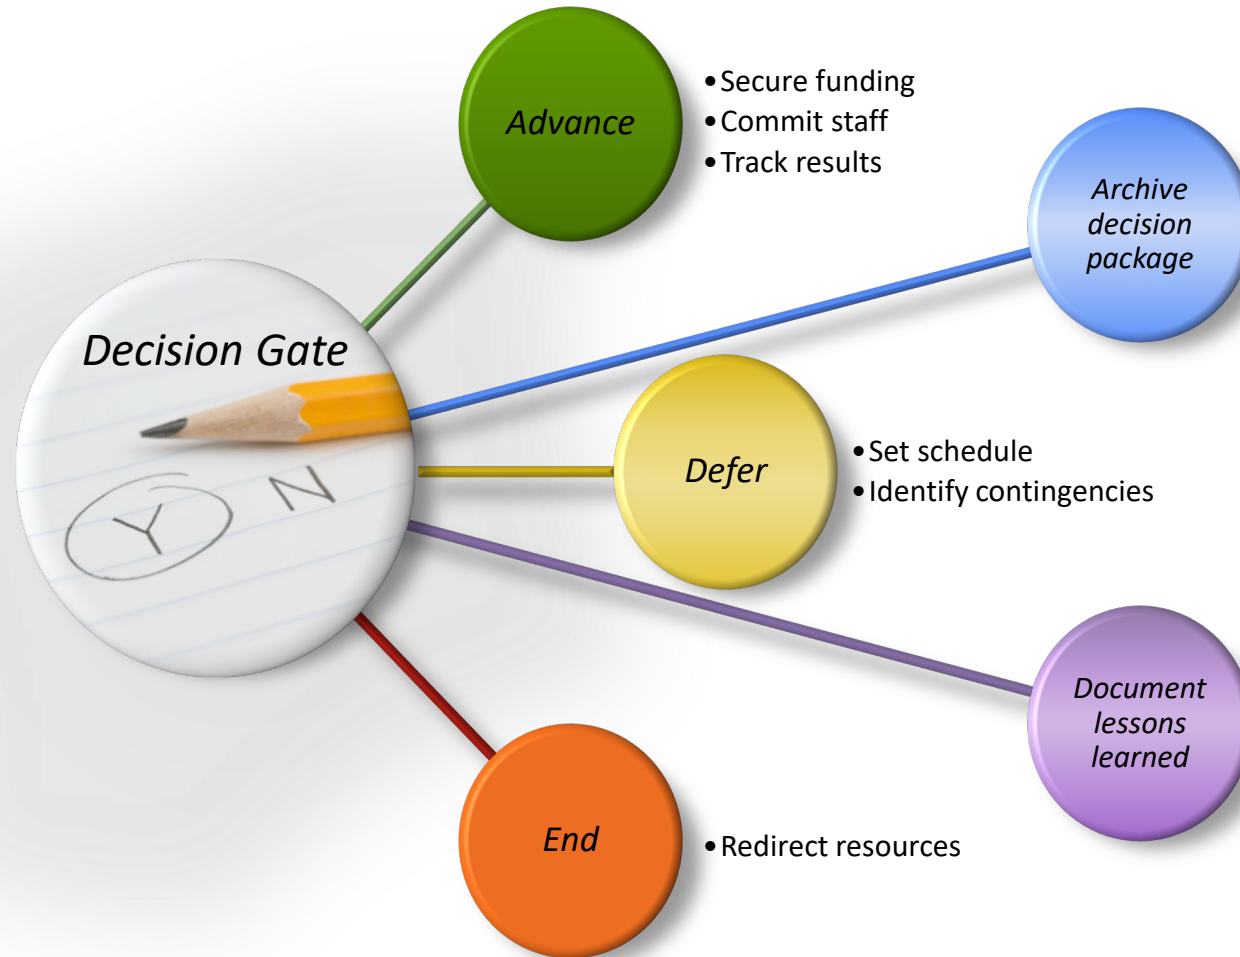 Advance
• Secure funding
• Commit staff
• Track results
Archive
decision
package
Decision Gate
Y N
Defer
• Set schedule
• Identify contingencies
Document
lessons
learned
End
• Redirect resources